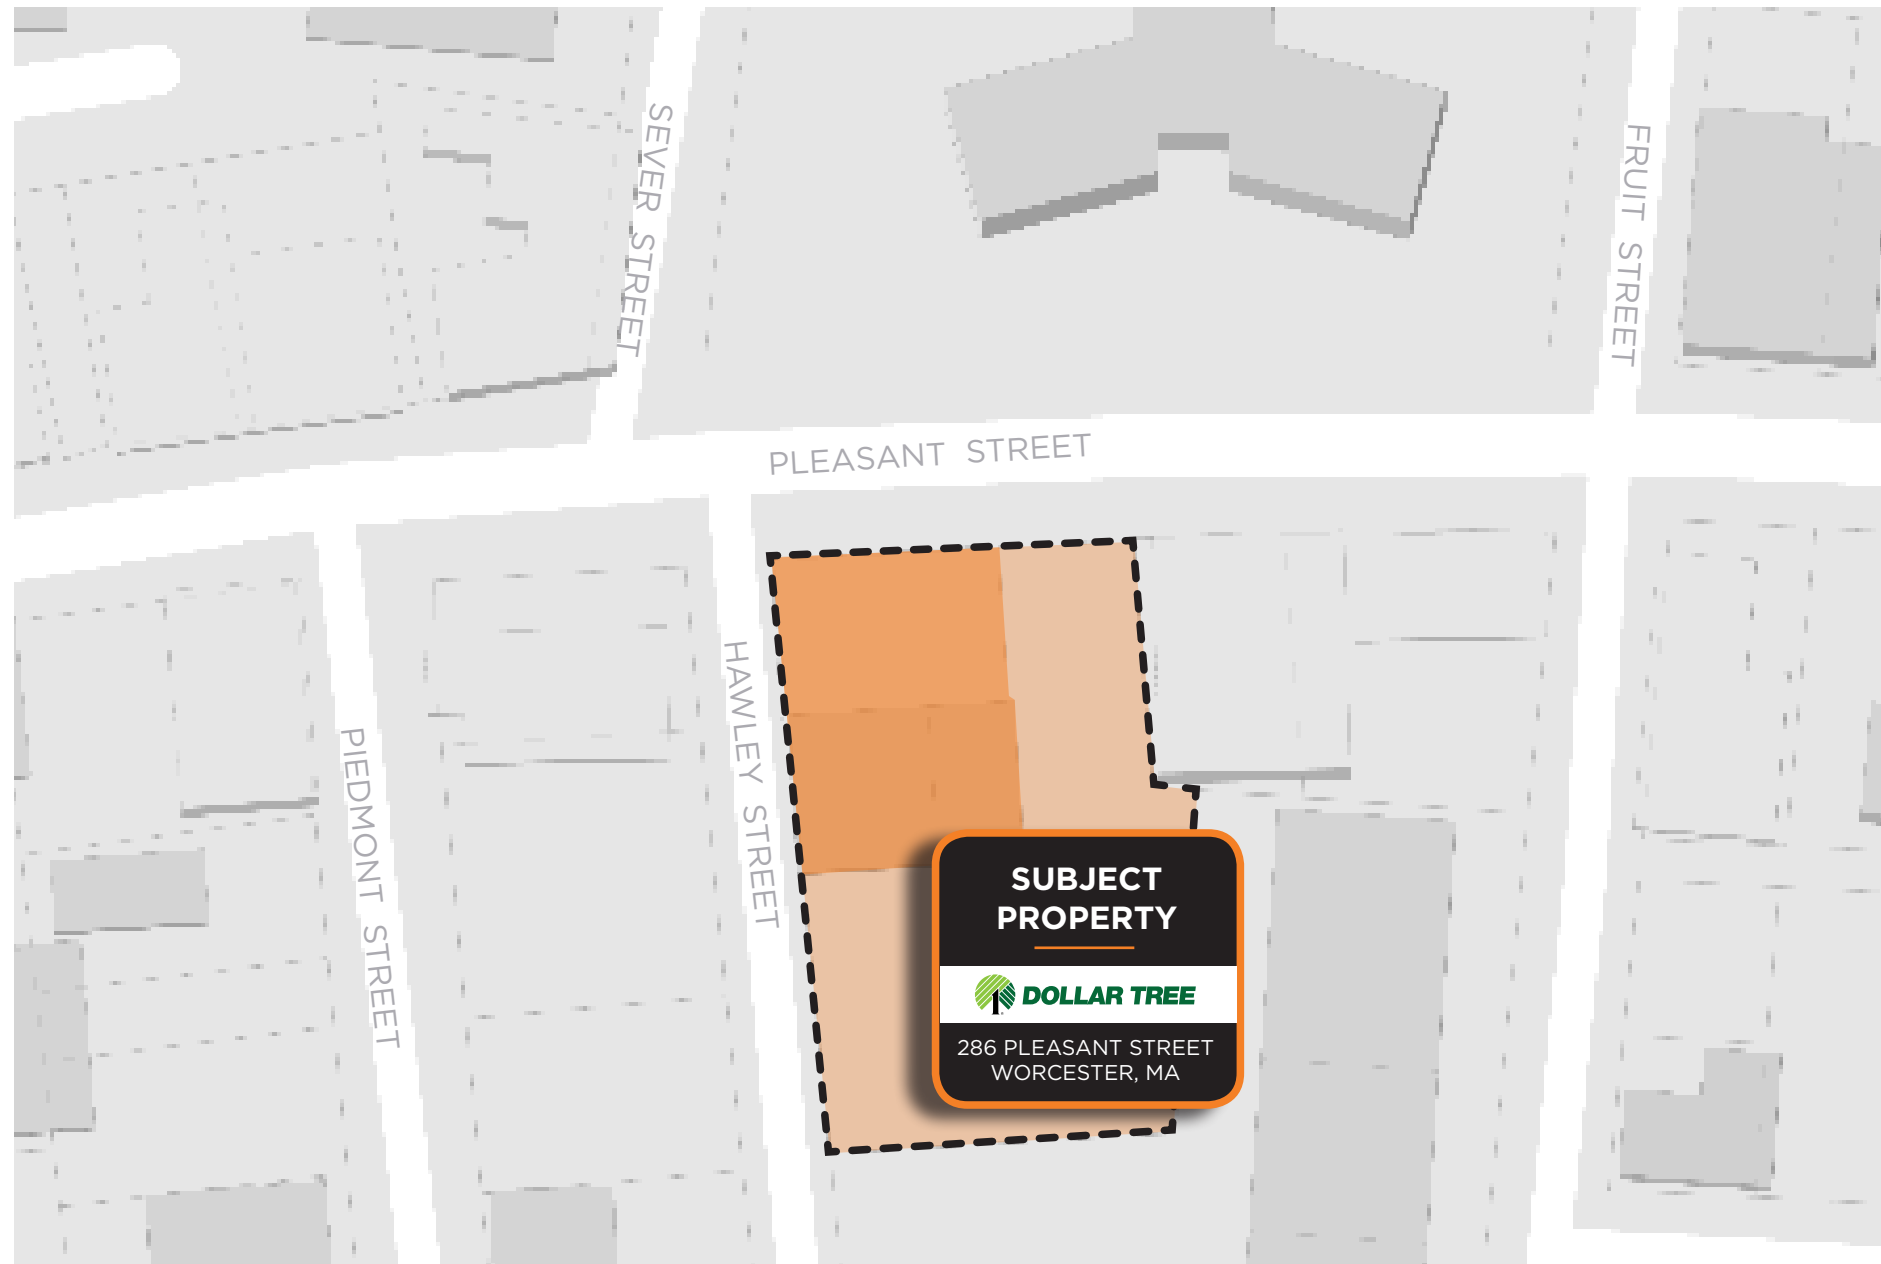 SEVER STREET
FRUIT STREET
PLEASANT STREET
HAWLEY STREET
PIEDMONT STREET
SUBJECT
PROPERTY
DOLLAR TREE
286 PLEASANT STREET
WORCESTER, MA